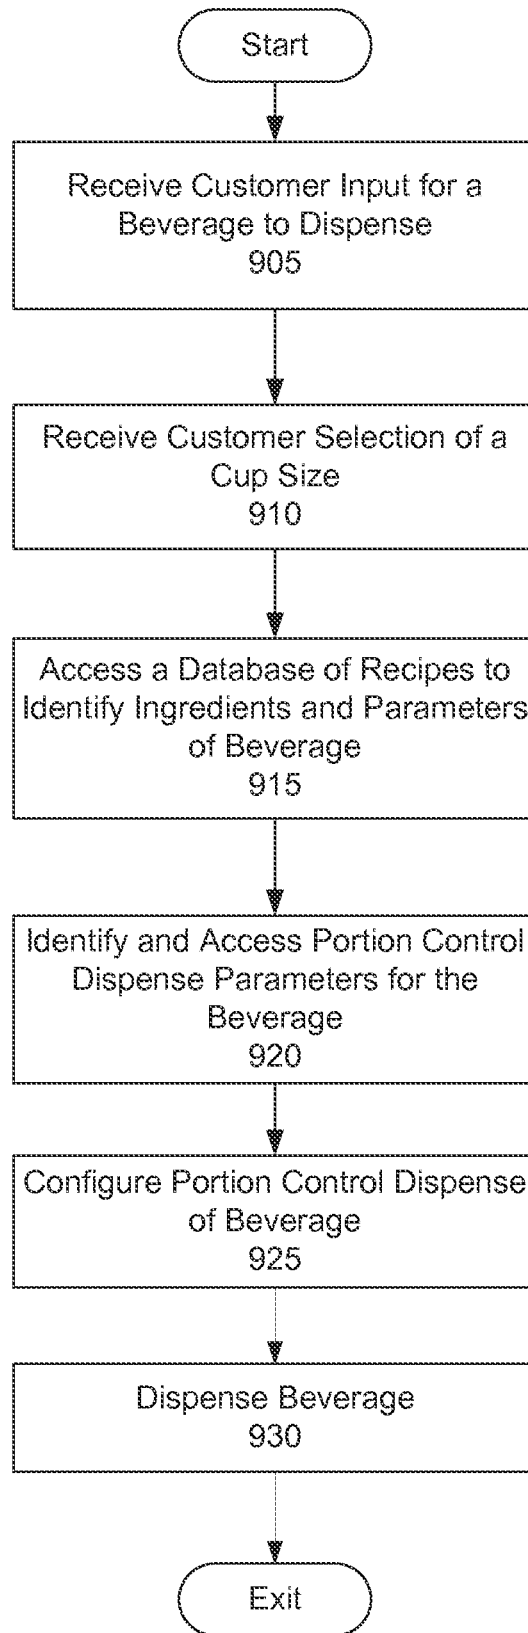 Start
Receive Customer Input for a
Beverage to Dispense
905
Receive Customer Selection of a
Cup Size
910
Access a Database of Recipes to
Identify Ingredients and Parameters
of Beverage
915
Identify and Access Portion Control
Dispense Parameters for the
Beverage
920
Configure Portion Control Dispense
of Beverage
925
Dispense Beverage
930
Exit